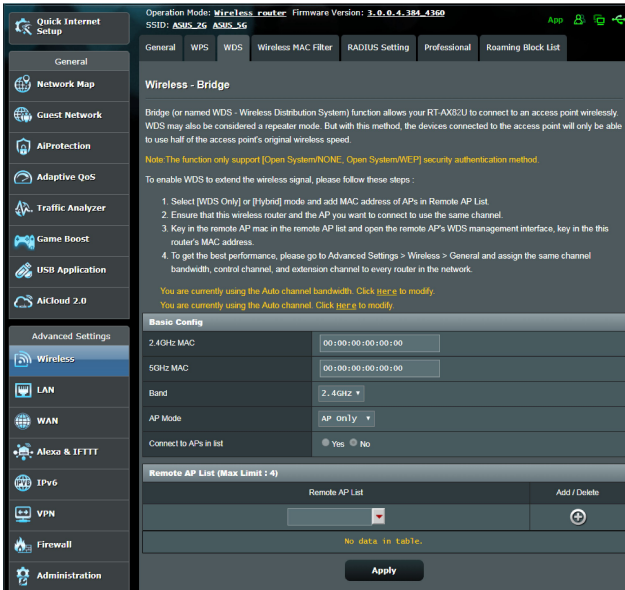 Quick Internet
Setup
General
Network Map
Guest Network
AiProtection
Adaptive QoS
Traffic Analyzer
Game Boost
USB Application
AiCloud 2.0
Advanced Settings
Wireless
LAN
WAN
Alexa & IFTTT
IPv6
VPN
Firewall
Administration
Operation Mode: Wireless router Firmware Version: 3.0.0.4.384_4360
SSID: ASUS_2G ASUS_5G
App
General WPS WDS Wireless MAC Filter RADIUS Setting Professional Roaming Block List
Wireless - Bridge
Bridge (or named WDS - Wireless Distribution System) function allows your RT-AX82U to connect to an access point wirelessly.
WDS may also be considered a repeater mode. But with this method, the devices connected to the access point will only be able
to use half of the access point's original wireless speed.
Note:The function only support [Open System/NONE, Open System/WEP] security authentication method.
To enable WDS to extend the wireless signal, please follow these steps :
1. Select [WDS Only] or [Hybrid] mode and add MAC address of APs in Remote AP List.
2. Ensure that this wireless router and the AP you want to connect to use the same channel.
3. Key in the remote AP mac in the remote AP list and open the remote AP's WDS management interface, key in the this
router's MAC address.
4. To get the best performance, please go to Advanced Settings > Wireless > General and assign the same channel
bandwidth, control channel, and extension channel to every router in the network.
You are currently using the Auto channel bandwidth. Click Here to modify.
You are currently using the Auto channel. Click Here to modify.
Basic Config
2.4GHz MAC 00:00:00:00:00:00
5GHz MAC 00:00:00:00:00:00
Band 2.4GHz
AP Mode AP Only
Connect to APs in list Yes No
Remote AP List (Max Limit : 4)
Remote AP List Add / Delete
No data in table.
Apply